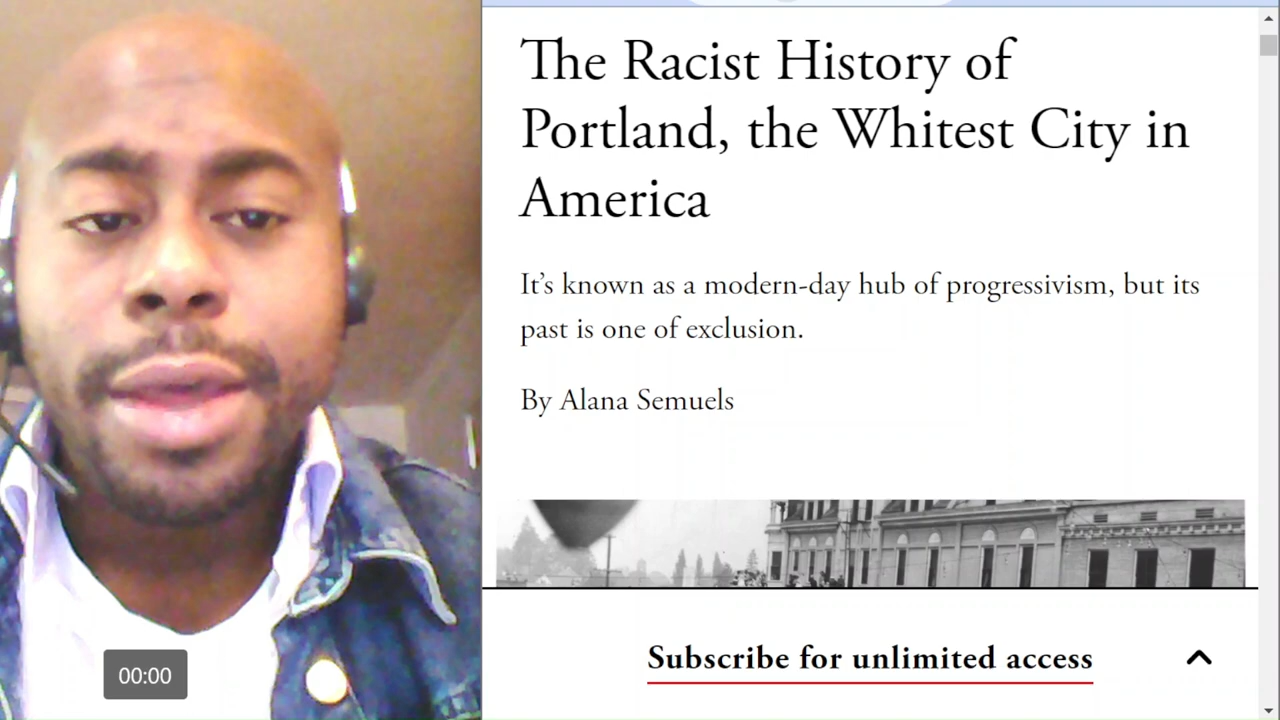 The Racist History of
Portland, the Whitest City in
America
It's known as a modern-day hub of progressivism, but its
past is one of exclusion.
By Alana Semuels
Subscribe for unlimited access
00:00